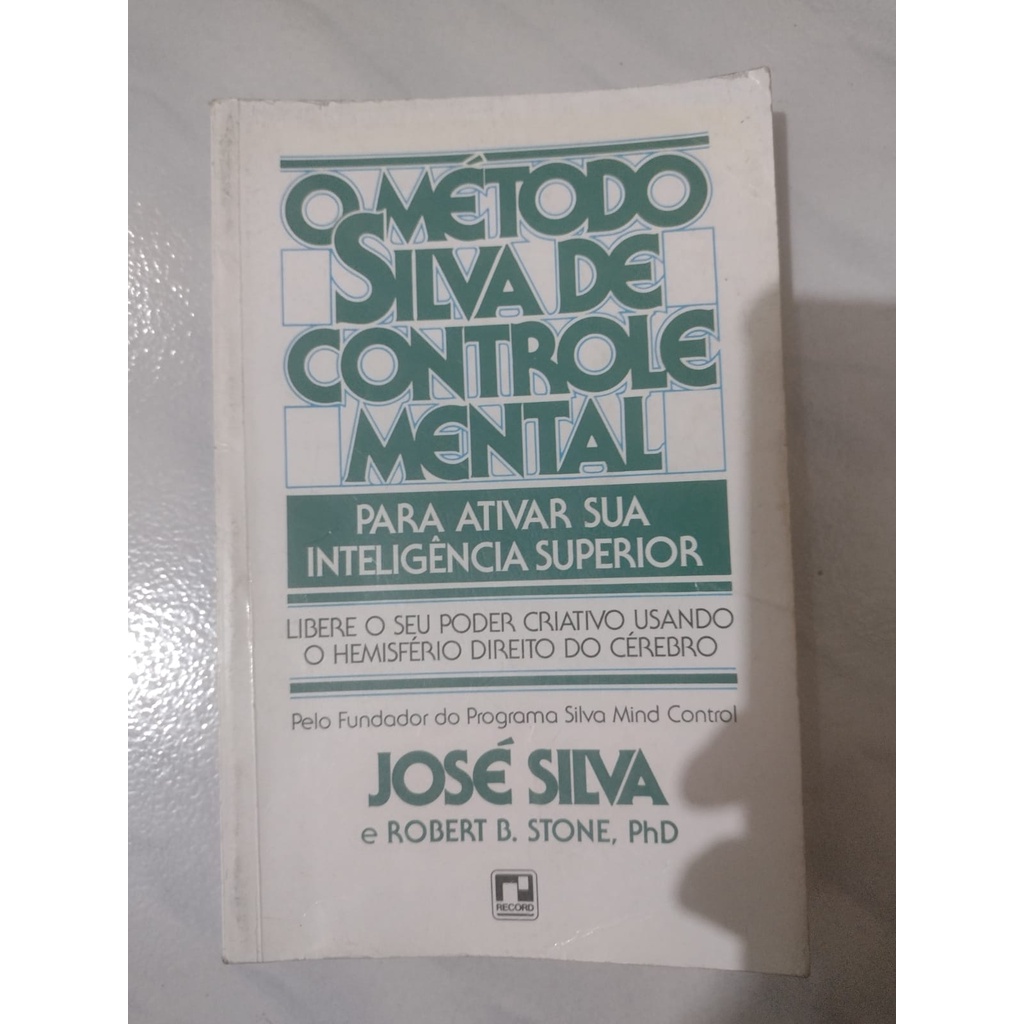 O MÉTODO
SILVA DE
CONTROLE
MENTAL
PARA ATIVAR SUA
INTELIGÊNCIA SUPERIOR
LIBERE O SEU PODER CRIATIVO USANDO
O HEMISFÉRIO DIREITO DO CÉREBRO
Pelo Fundador do Programa Silva Mind Control
JOSÉ SILVA
e ROBERT B. STONE, PhD
RECORD